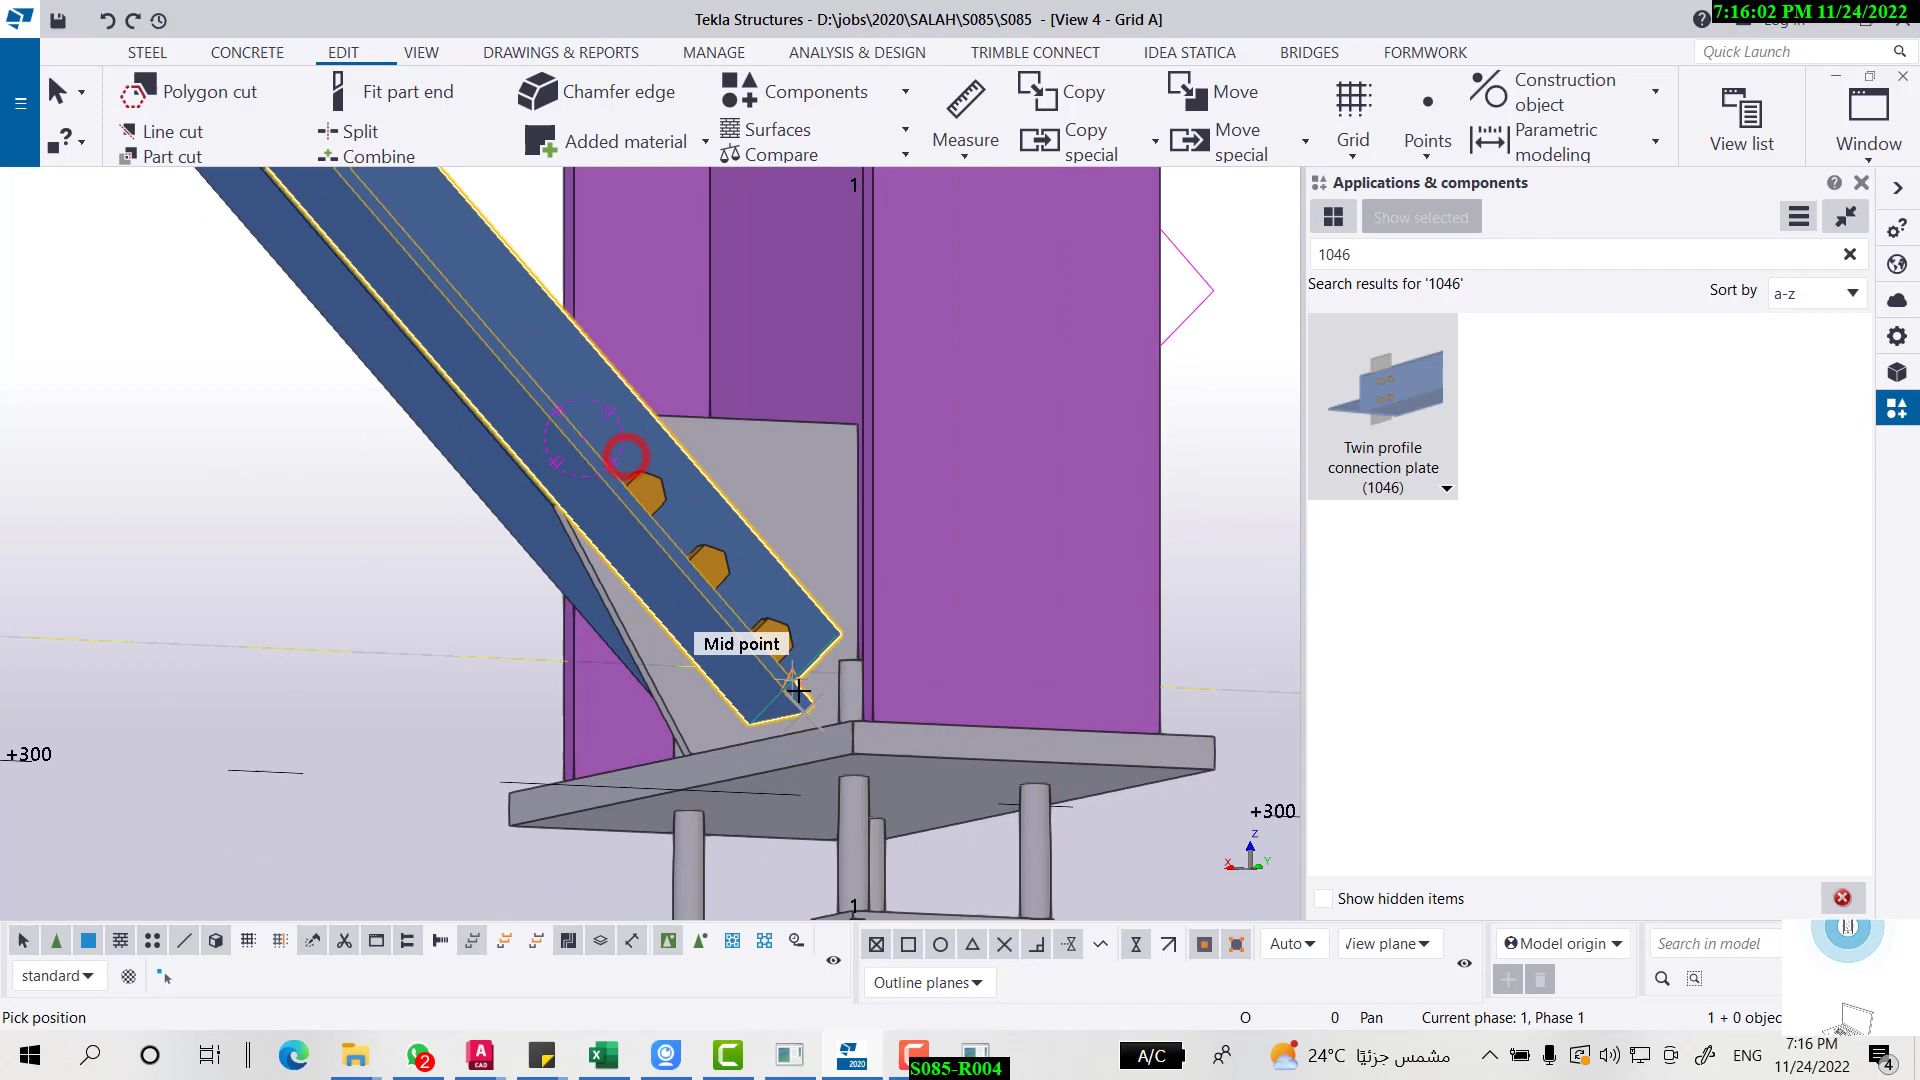 Tekla Structures - D:\jobs\2020\SALAH\S085\S085 - [View 4 - Grid A]
7:16:02 PM 11/24/2022
STEEL CONCRETE EDIT VIEW DRAWINGS & REPORTS MANAGE ANALYSIS & DESIGN TRIMBLE CONNECT IDEA STATICA BRIDGES FORMWORK Quick Launch
Polygon cut
Line cut
Part cut
Fit part end
Split
Combine
Chamfer edge
Added material
Components
Surfaces
Compare
Measure
Copy
Copy special
Move
Move special
Grid
Points
Construction object
Parametric modeling
View list
Window
Applications & components
Show selected
1046
Search results for '1046'
Sort by a-z
Twin profile
connection plate
(1046)
Show hidden items
1
Mid point
+300
+300
Z
X Y
1
standard
Auto
View plane
Outline planes
Model origin
Search in model
Pick position
O 0 Pan Current phase: 1, Phase 1 1 + 0 objec
2
A
CAD
2020
S085-R004
A/C
24°C مشمس جزئيًا
ENG
7:16 PM
11/24/2022
4